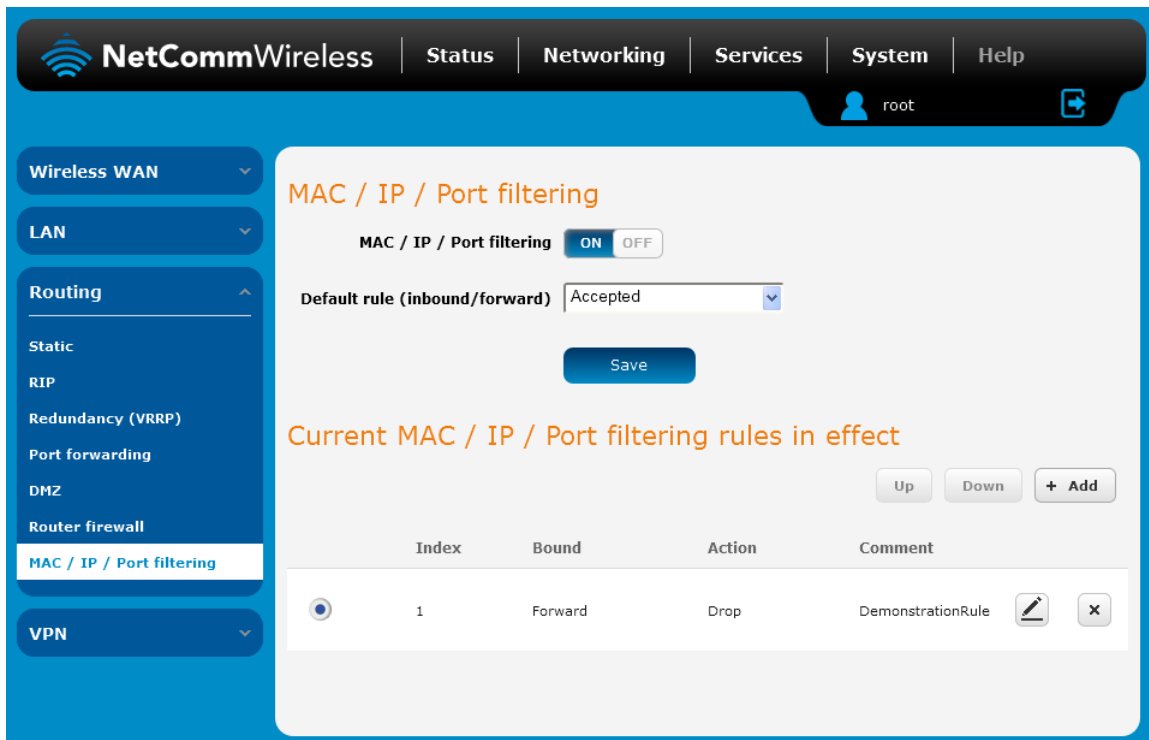 NetCommWireless Status Networking Services System Help
root
Wireless WAN
LAN
Routing
Static
RIP
Redundancy (VRRP)
Port forwarding
DMZ
Router firewall
MAC / IP / Port filtering
VPN
MAC / IP / Port filtering
MAC / IP / Port filtering ON OFF
Default rule (inbound/forward) Accepted
Save
Current MAC / IP / Port filtering rules in effect
Up Down + Add
Index Bound Action Comment
1 Forward Drop DemonstrationRule